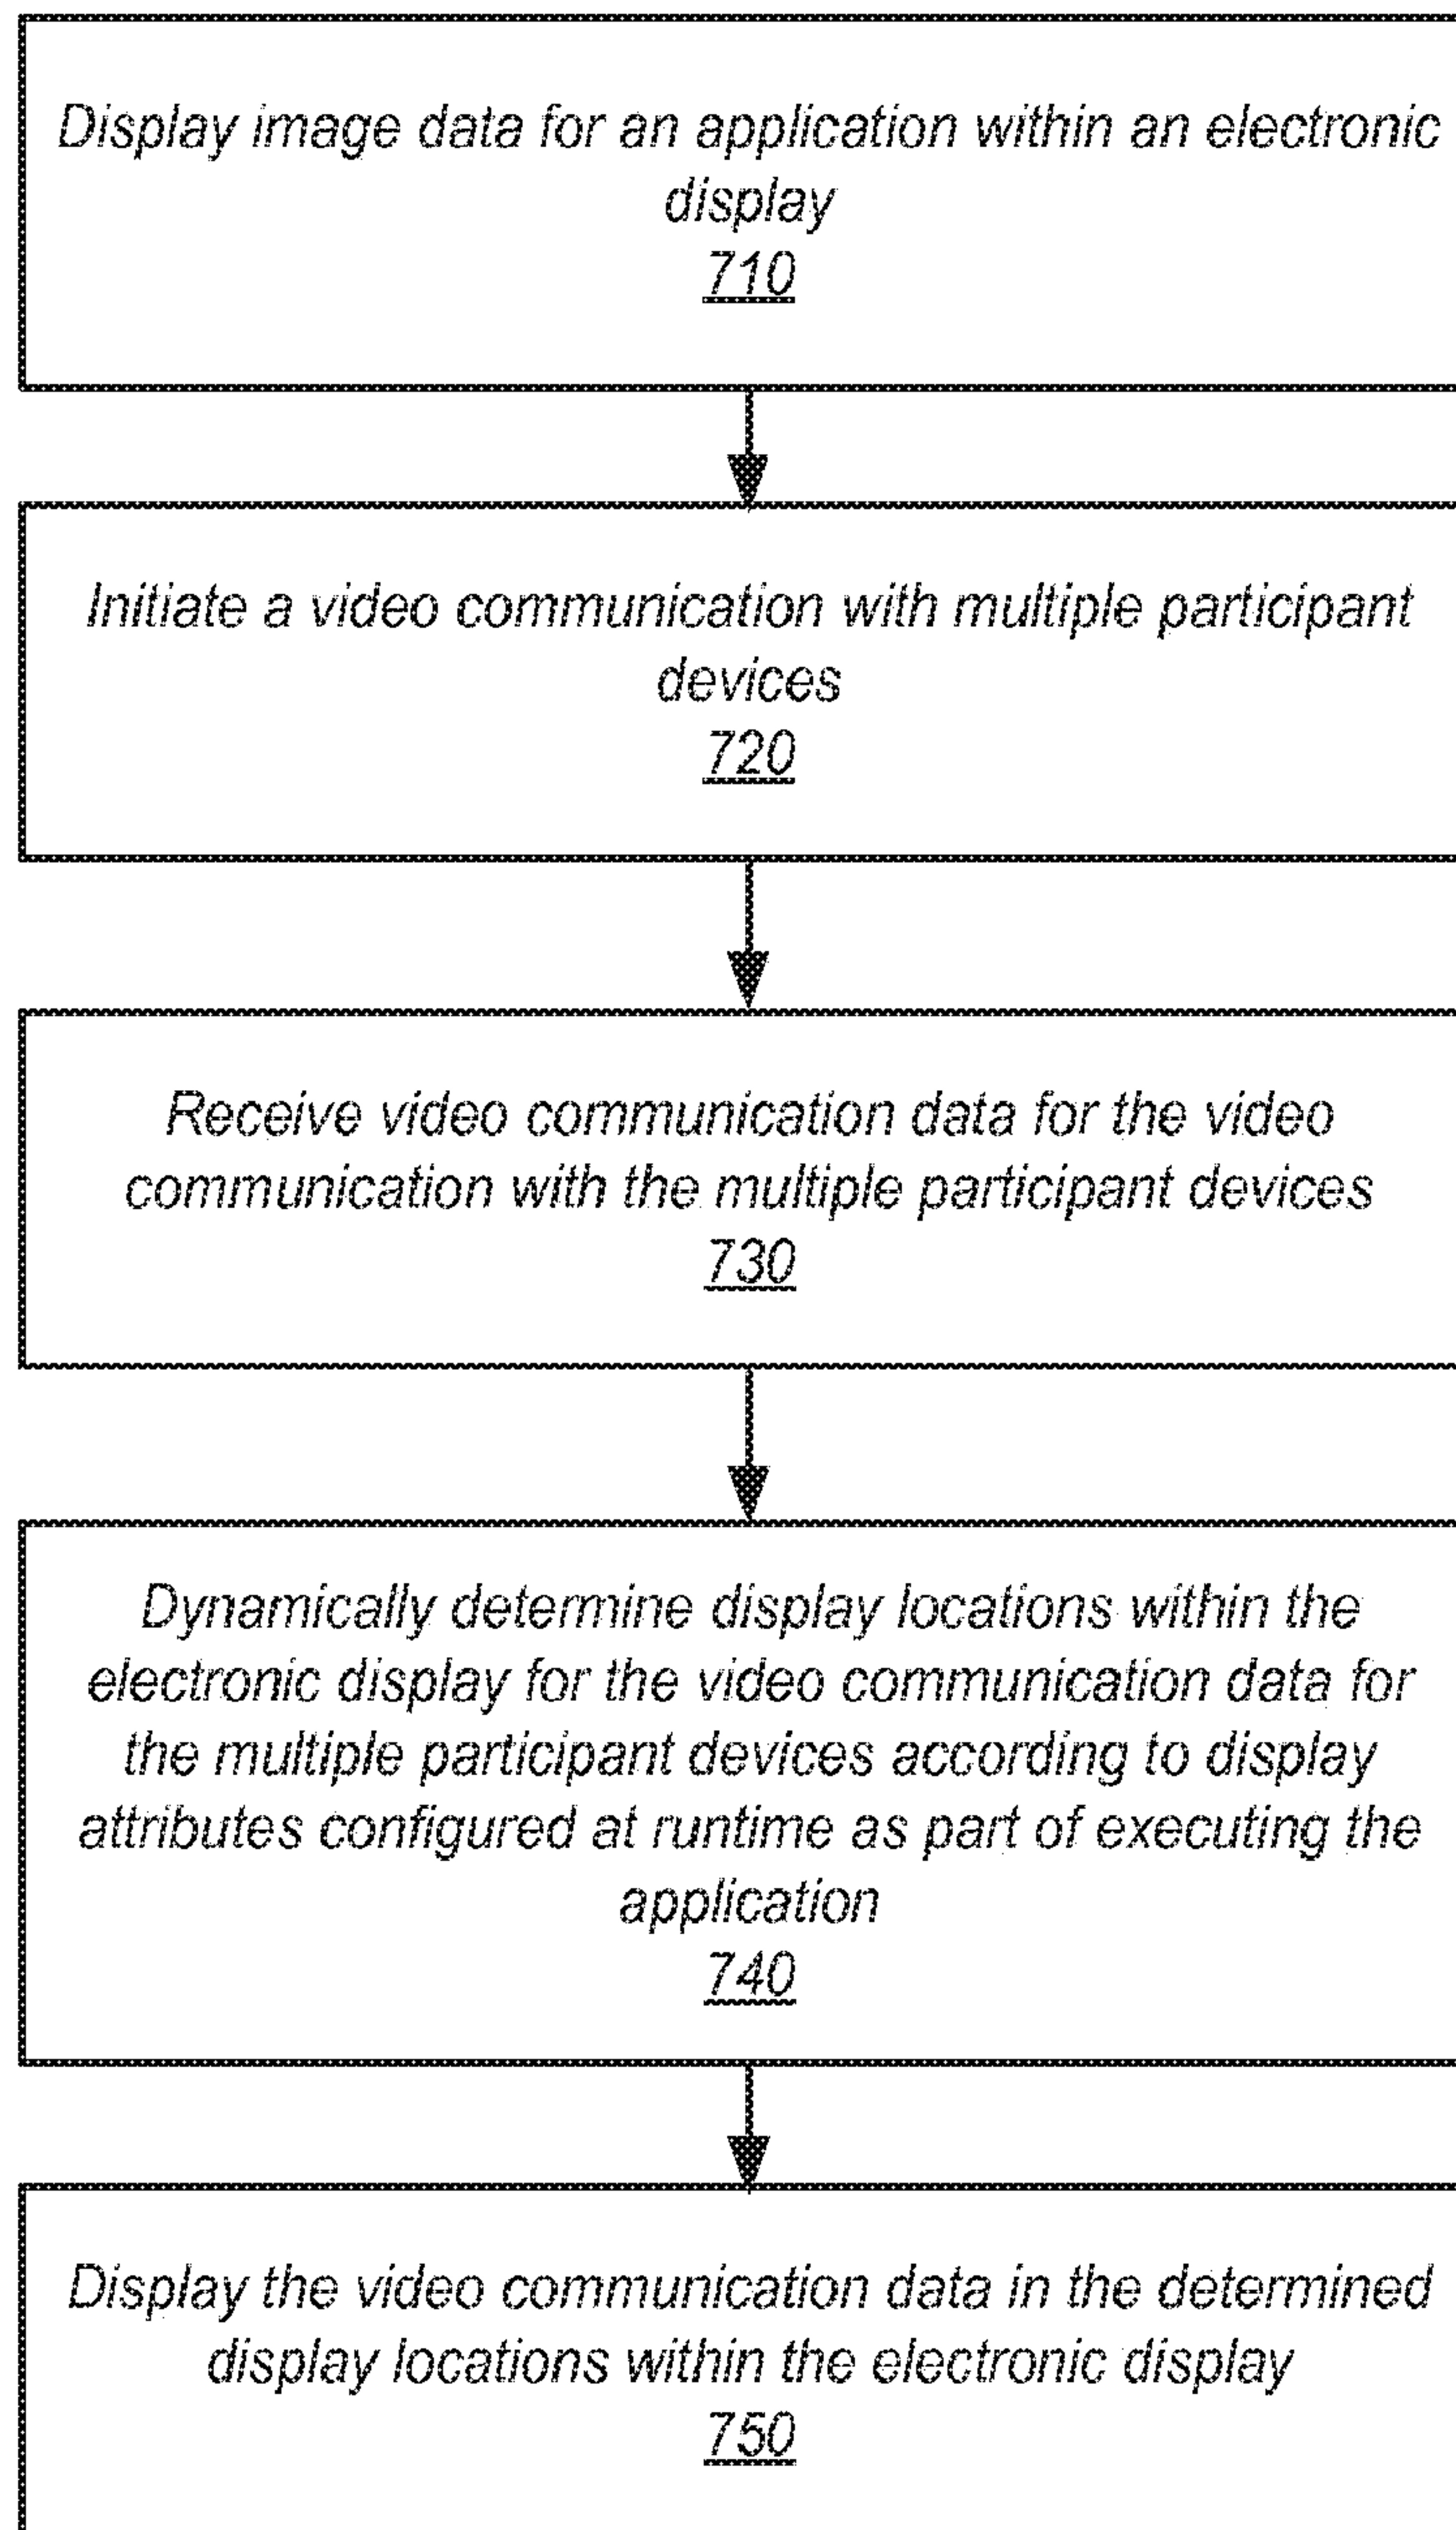 Display image data for an application within an electronic
display
710
Initiate a video communication with multiple participant
devices
720
Receive video communication data for the video
communication with the multiple participant devices
730
Dynamically determine display locations within the
electronic display for the video communication data for
the multiple participant devices according to display
attributes configured at runtime as part of executing the
application
740
Display the video communication data in the determined
display locations within the electronic display
750